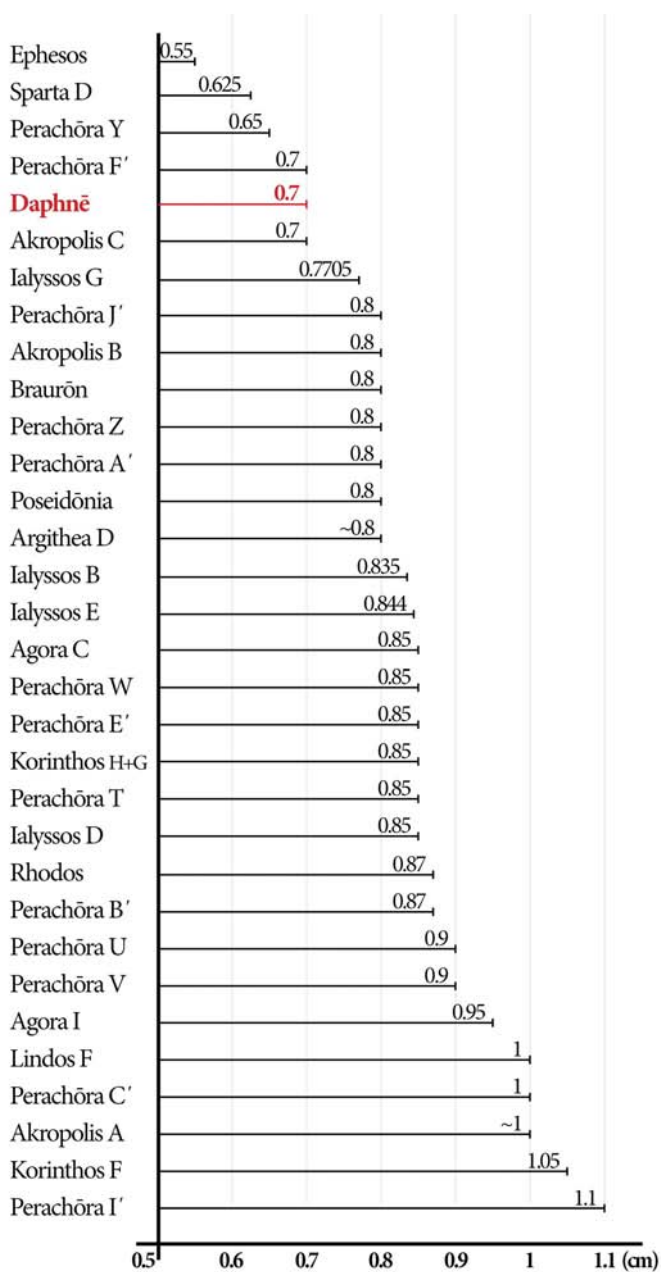 Ephesos 0.55
Sparta D 0.625
Perachōra Y 0.65
Perachōra F′ 0.7
Daphnē 0.7
Akropolis C 0.7
Ialyssos G 0.7705
Perachōra J′ 0.8
Akropolis B 0.8
Braurōn 0.8
Perachōra Z 0.8
Perachōra A′ 0.8
Poseidōnia 0.8
Argithea D ~0.8
Ialyssos B 0.835
Ialyssos E 0.844
Agora C 0.85
Perachōra W 0.85
Perachōra E′ 0.85
Korinthos H+G 0.85
Perachōra T 0.85
Ialyssos D 0.85
Rhodos 0.87
Perachōra B′ 0.87
Perachōra U 0.9
Perachōra V 0.9
Agora I 0.95
Lindos F 1
Perachōra C′ 1
Akropolis A ~1
Korinthos F 1.05
Perachōra I′ 1.1
0.5 0.6 0.7 0.8 0.9 1 1.1 (cm)